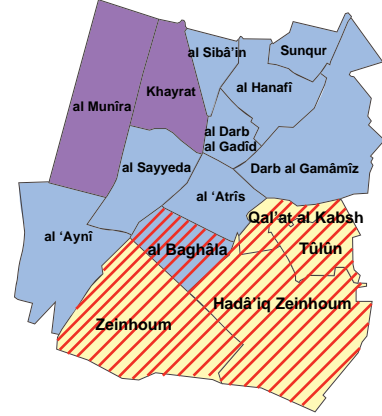 al Sibâ'in
Sunqur
al Hanafî
Khayrat
al Munîra
al Darb
al Gadîd
al Sayyeda
Darb al Gamâmîz
al 'Atrîs
Qal'at al Kabsh
al 'Aynî
al Baghâla
Tûlûn
Hadâ'iq Zeinhoum
Zeinhoum